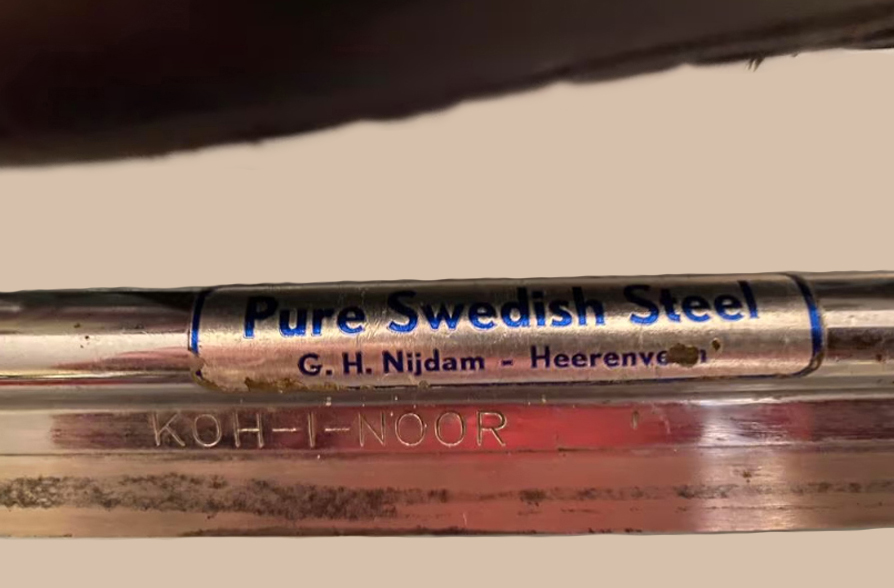 Pure Swedish Steel
G. H. Nijdam - 
KOH-I-NOOR